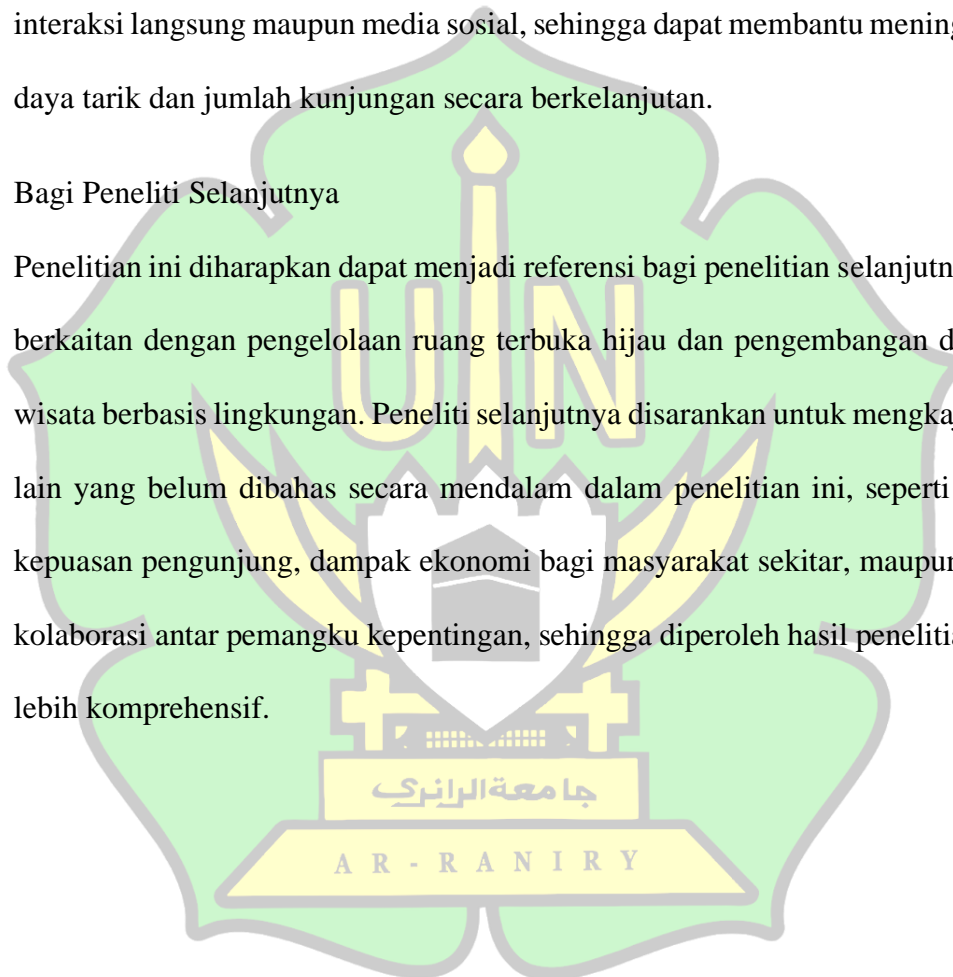 interaksi langsung maupun media sosial, sehingga dapat membantu mening
daya tarik dan jumlah kunjungan secara berkelanjutan.
Bagi Peneliti Selanjutnya
Penelitian ini diharapkan dapat menjadi referensi bagi penelitian selanjutn
berkaitan dengan pengelolaan ruang terbuka hijau dan pengembangan d
wisata berbasis lingkungan. Peneliti selanjutnya disarankan untuk mengka
lain yang belum dibahas secara mendalam dalam penelitian ini, seperti
kepuasan pengunjung, dampak ekonomi bagi masyarakat sekitar, maupun
kolaborasi antar pemangku kepentingan, sehingga diperoleh hasil peneliti
lebih komprehensif.
UIN
جامعة الرانري
AR-RANIRY